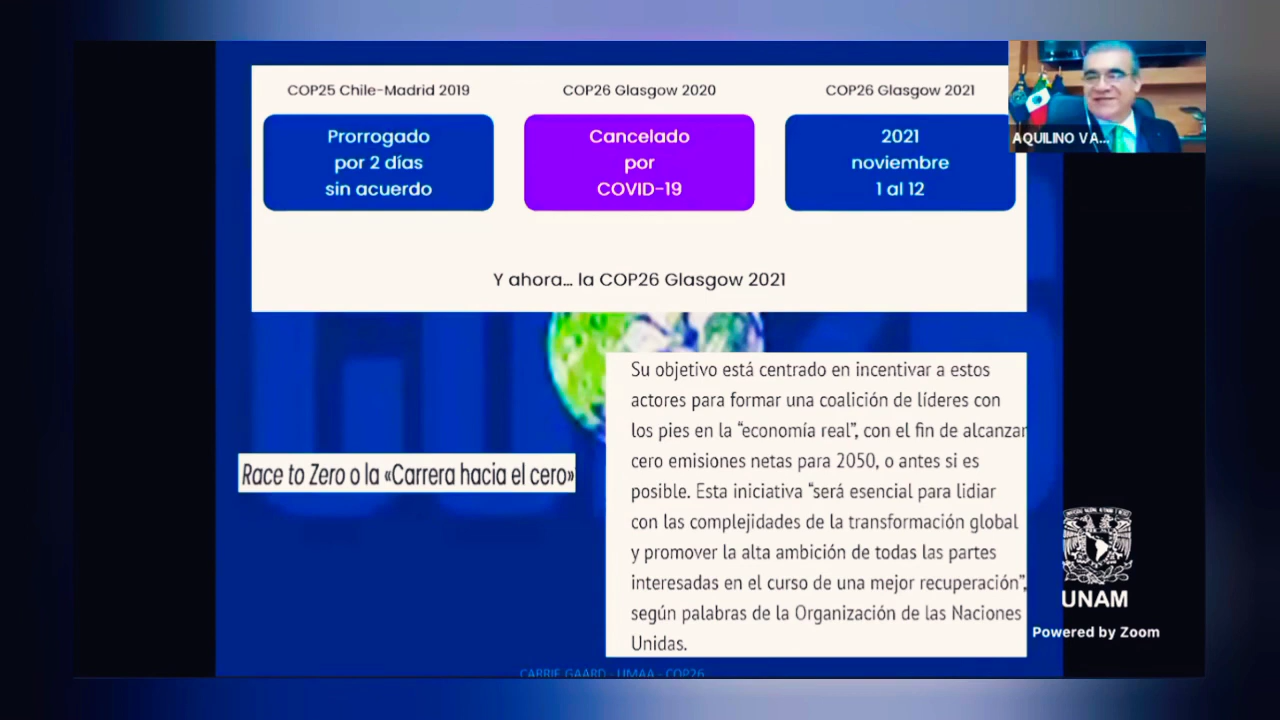 COP25 Chile-Madrid 2019
COP26 Glasgow 2020
COP26 Glasgow 2021
Prorrogado
por 2 días
sin acuerdo
Cancelado
por
COVID-19
2021
noviembre
1 al 12
AQUILINO VA...
Y ahora... la COP26 Glasgow 2021
Race to Zero o la «Carrera hacia el cero»
Su objetivo está centrado en incentivar a estos
actores para formar una coalición de líderes con
los pies en la “economía real”, con el fin de alcanzar
cero emisiones netas para 2050, o antes si es
posible. Esta iniciativa “será esencial para lidiar
con las complejidades de la transformación global
y promover la alta ambición de todas las partes
interesadas en el curso de una mejor recuperación”,
según palabras de la Organización de las Naciones
Unidas.
UNAM
Powered by Zoom
CARRIE GAARD - UMAA - COP26